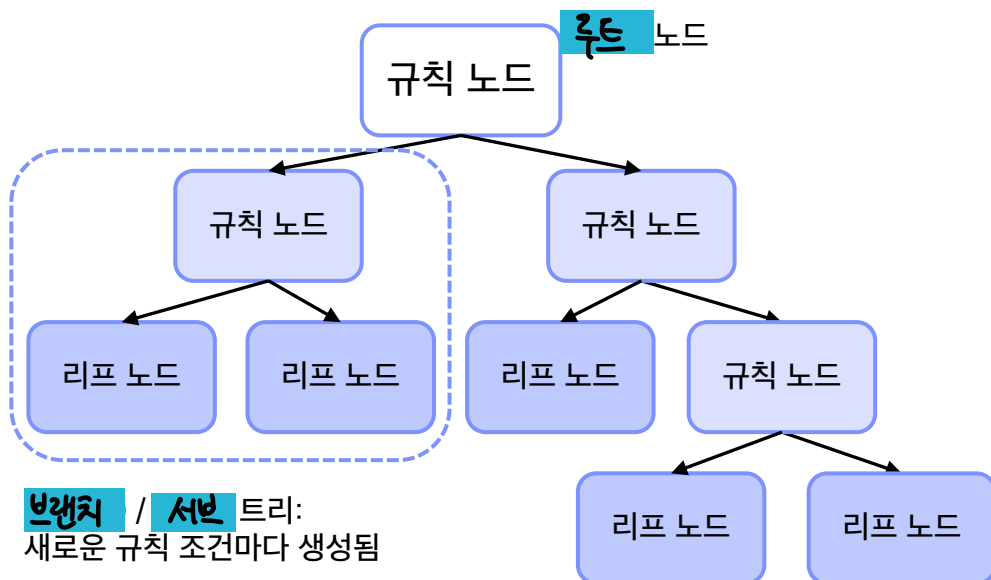 루트 노드
규칙 노드
규칙 노드
규칙 노드
리프 노드
리프 노드
리프 노드
규칙 노드
브랜치 / 서브 트리:
새로운 규칙 조건마다 생성됨
리프 노드
리프 노드